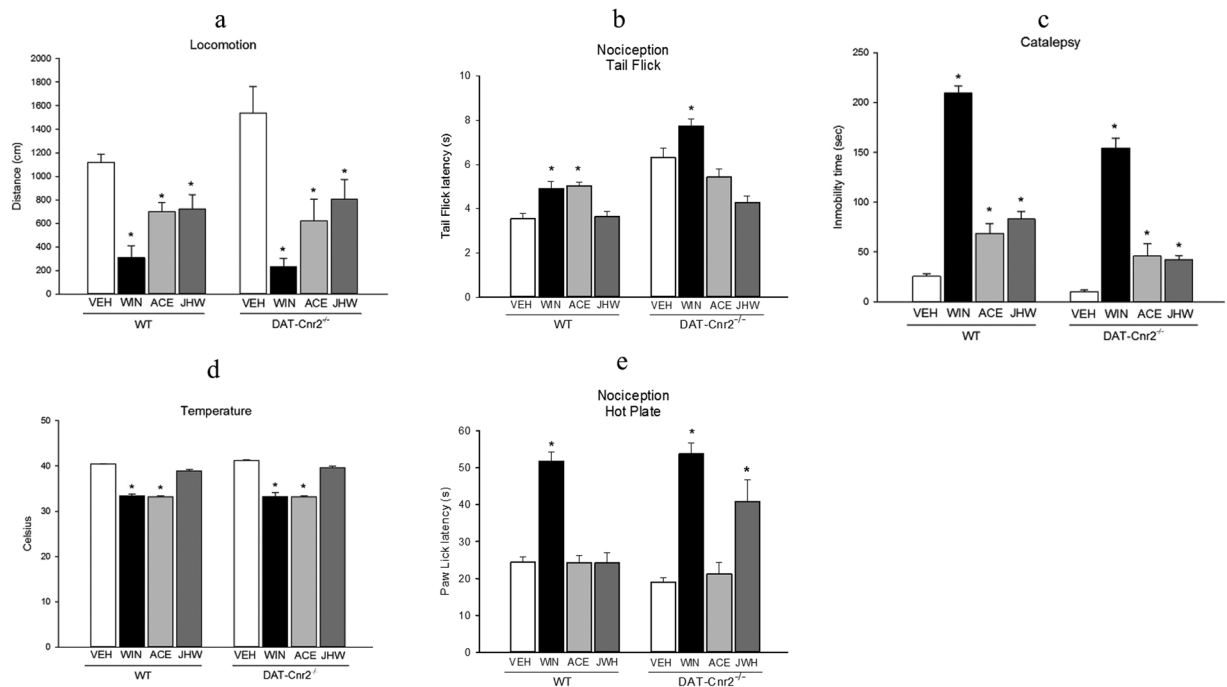 a
Locomotion
Distance (cm)
2000
1800
1600
1400
1200
1000
800
600
400
200
0
* * * * * *
VEH WIN ACE JHW VEH WIN ACE JHW
WT DAT-Cnr2-/-
b
Nociception
Tail Flick
Tail Flick latency (s)
10
8
6
4
2
0
* * *
VEH WIN ACE JHW VEH WIN ACE JHW
WT DAT-Cnr2−/−
c
Catalepsy
Inmobility time (sec)
250
200
150
100
50
0
* * * * * *
VEH WIN ACE JHW VEH WIN ACE JHW
WT DAT-Cnr2-/-
d
Temperature
Celsius
50
40
30
20
10
0
* * * *
VEH WIN ACE JHW VEH WIN ACE JHW
WT DAT-Cnr2-/-
e
Nociception
Hot Plate
Paw Lick latency (s)
60
50
40
30
20
10
0
* * *
VEH WIN ACE JWH VEH WIN ACE JWH
WT DAT-Cnr2−/−